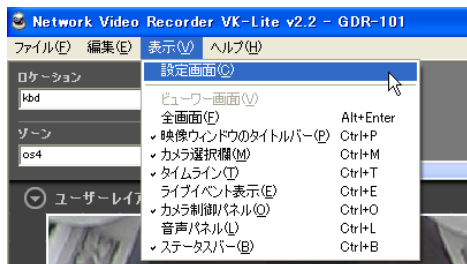 Network Video Recorder VK-Lite v2.2 - GDR-101
ファイル(F) 編集(E) 表示(V) ヘルプ(H)
設定画面(C)
ロケーション
kbd
ビューワー画面(V)
全画面(F) Alt+Enter
ゾーン
✓映像ウィンドウのタイトルバー(P) Ctrl+P
os4
✓カメラ選択欄(M) Ctrl+M
✓タイムライン(T) Ctrl+T
ライブイベント表示(E) Ctrl+E
ユーザーレイア
✓カメラ制御パネル(O) Ctrl+O
音声パネル(L) Ctrl+L
✓ステータスバー(B) Ctrl+B